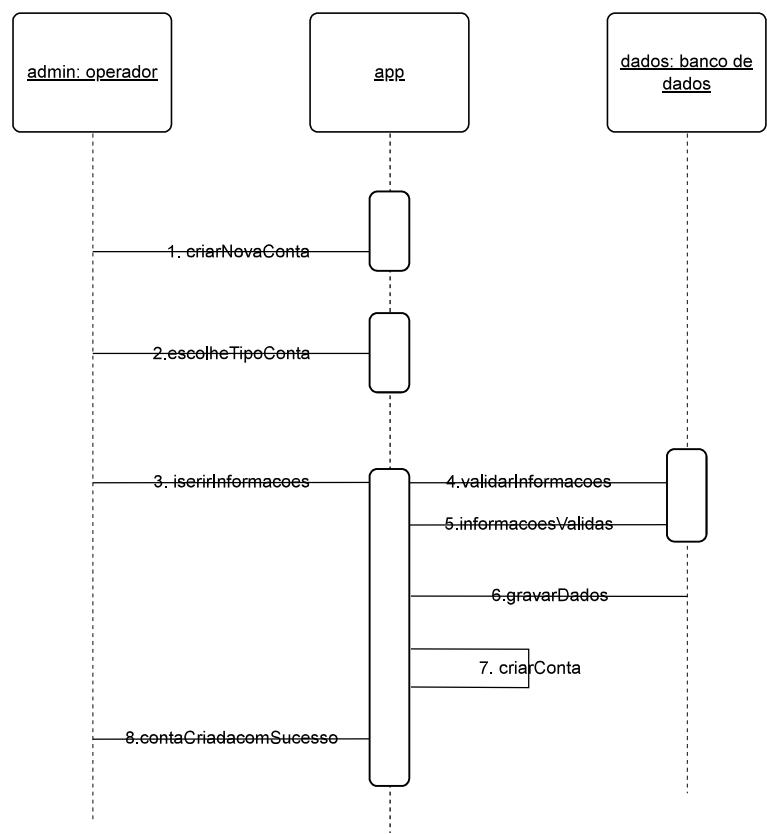 admin: operador
app
dados: banco de
dados
1. criarNovaConta
2.escolheTipoConta
3. iserirInformacoes
4.validarInformacoes
5.informacoesValidas
6.gravarDados
7. criarConta
8.contaCriadacomSucesso